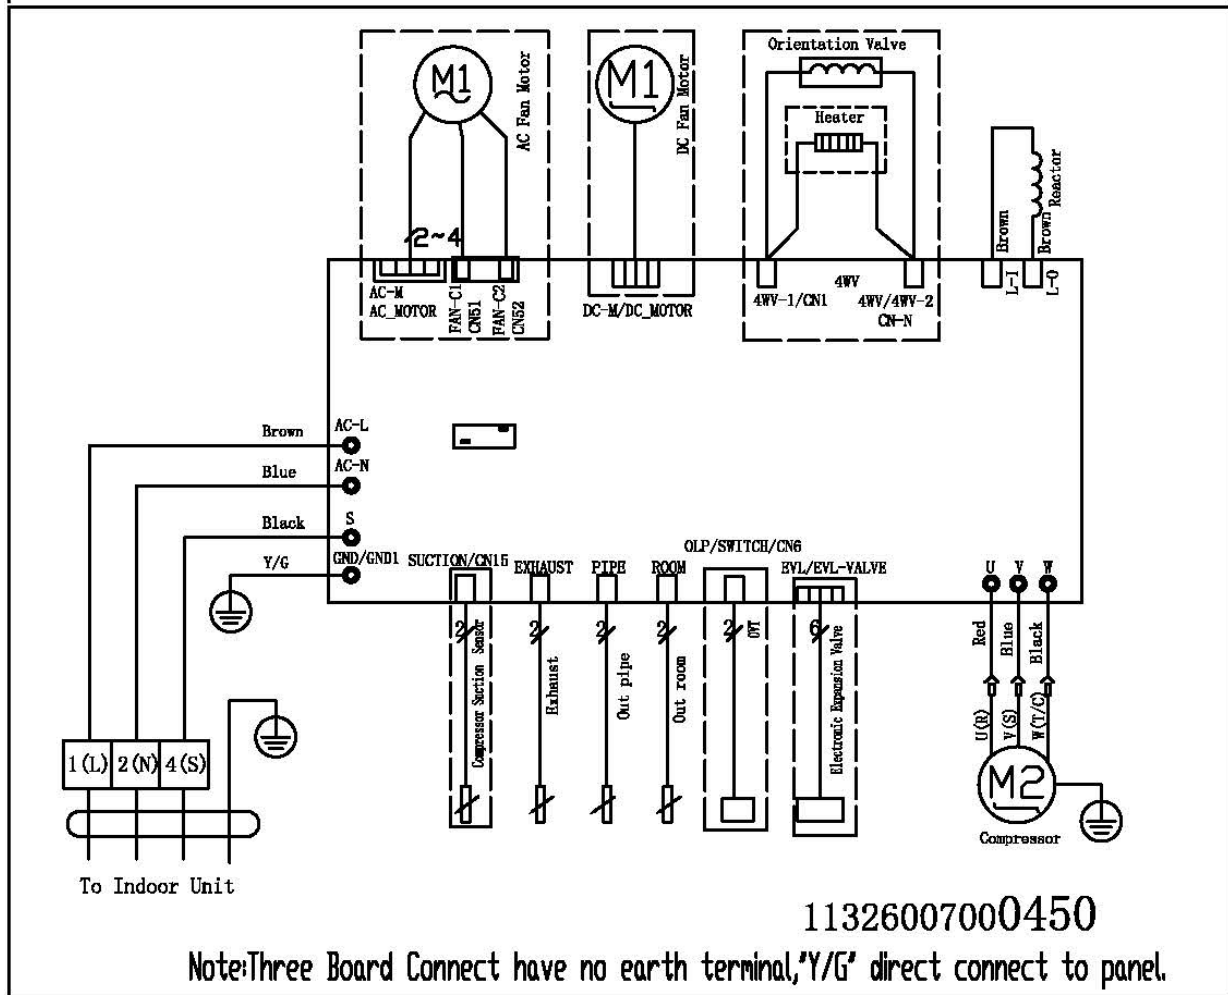 M1
AC Fan Motor
2~4
AC-M
AC_MOTOR
FAN-C1
CN51
FAN-C2
CN52
M1
DC Fan Motor
DC-M/DC_MOTOR
Orientation Valve
Heater
4WV-1/CN1
4WV
4WV/4WV-2
CN-N
Brown
Brown
Reactor
L-I
L-O
Brown
AC-L
Blue
AC-N
Black
S
Y/G
GND/GND1
SUCTION/CN15
EXHAUST
PIPE
ROOM
OLP/SWITCH/CN6
EVL/EVL-VALVE
U
V
W
2
Compressor Suction Sensor
2
Exhaust
2
Out pipe
2
Out room
2
OVT
6
Electronic Expansion Valve
Red
Blue
Black
U(R)
V(S)
W(T/C)
M2
Compressor
1(L)
2(N)
4(S)
To Indoor Unit
11326007000450
Note:Three Board Connect have no earth terminal,"Y/G" direct connect to panel.